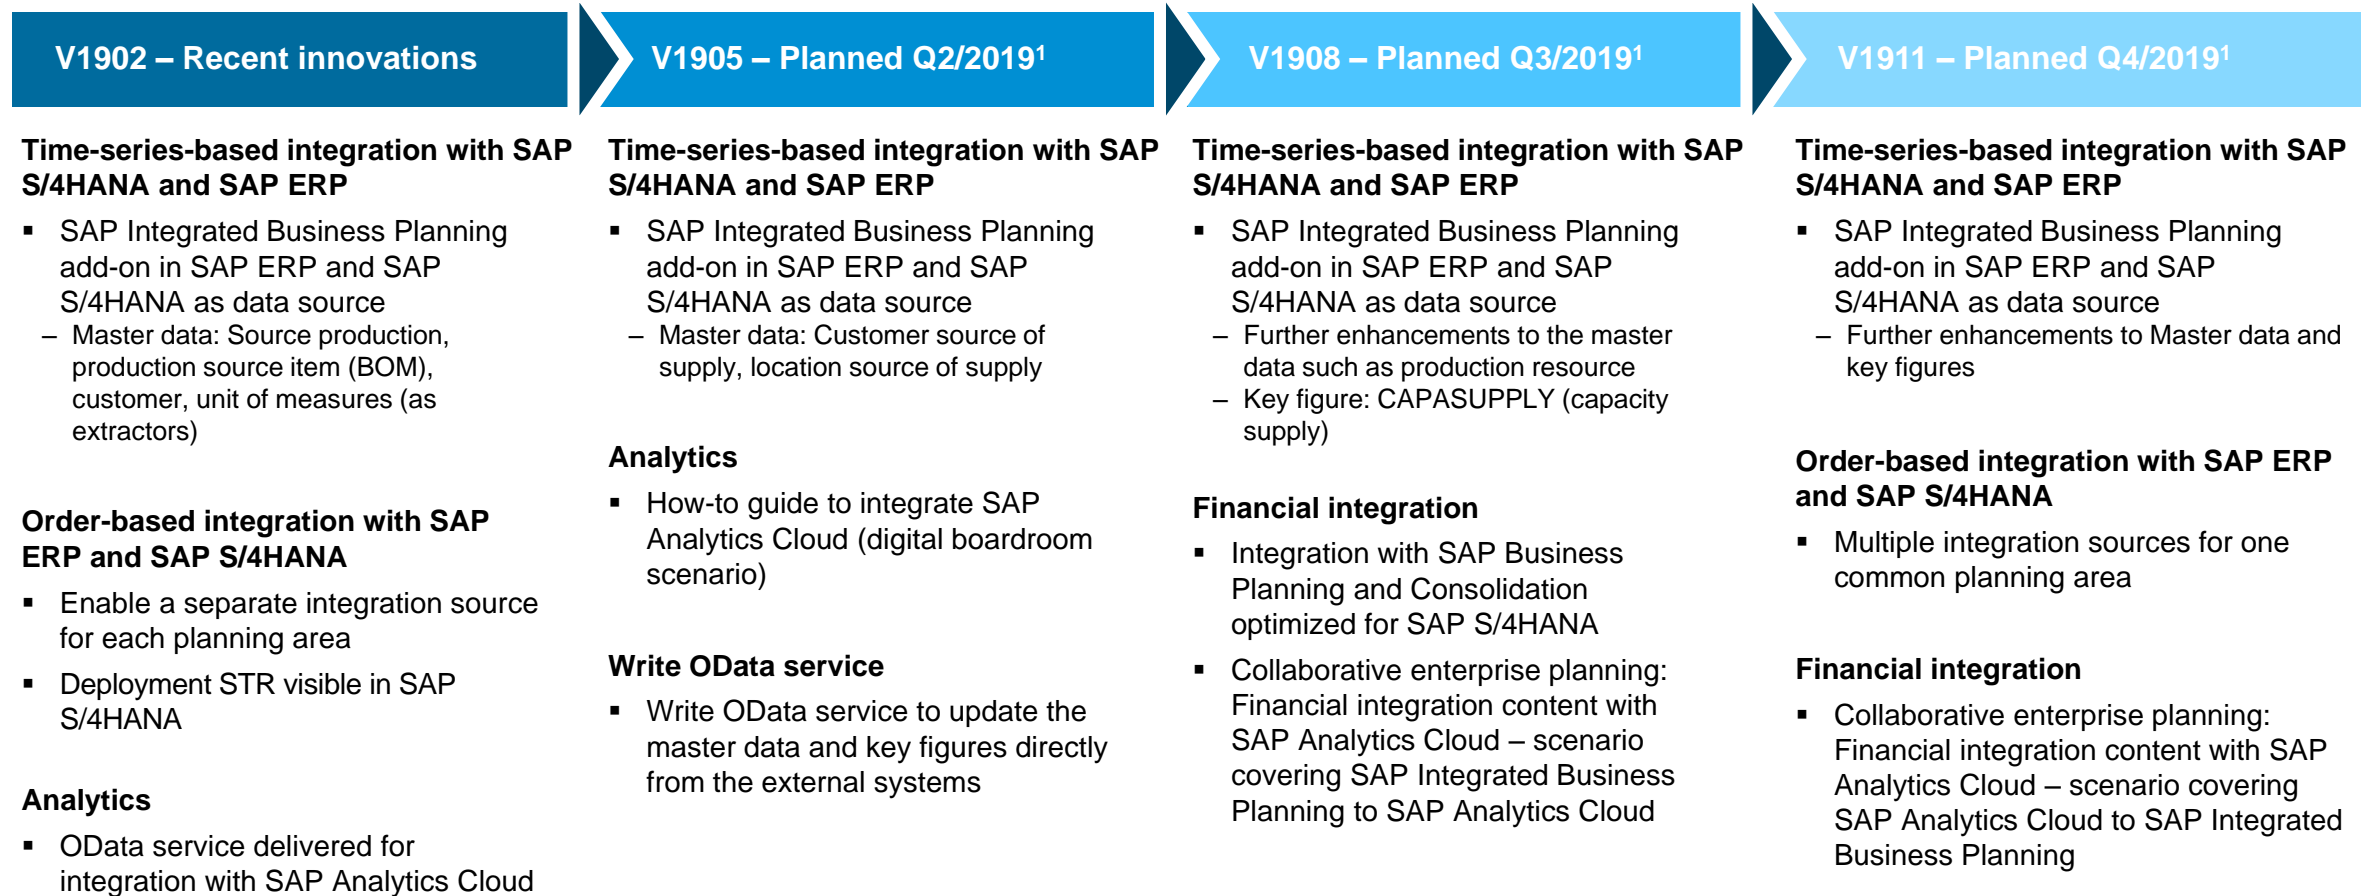 V1902 – Recent innovations
Time-series-based integration with SAP
S/4HANA and SAP ERP
▪ SAP Integrated Business Planning
add-on in SAP ERP and SAP
S/4HANA as data source
– Master data: Source production,
production source item (BOM),
customer, unit of measures (as
extractors)
Order-based integration with SAP
ERP and SAP S/4HANA
▪ Enable a separate integration source
for each planning area
▪ Deployment STR visible in SAP
S/4HANA
Analytics
▪ OData service delivered for
integration with SAP Analytics Cloud
V1905 – Planned Q2/2019¹
Time-series-based integration with SAP
S/4HANA and SAP ERP
▪ SAP Integrated Business Planning
add-on in SAP ERP and SAP
S/4HANA as data source
– Master data: Customer source of
supply, location source of supply
Analytics
▪ How-to guide to integrate SAP
Analytics Cloud (digital boardroom
scenario)
Write OData service
▪ Write OData service to update the
master data and key figures directly
from the external systems
V1908 – Planned Q3/2019¹
Time-series-based integration with SAP
S/4HANA and SAP ERP
▪ SAP Integrated Business Planning
add-on in SAP ERP and SAP
S/4HANA as data source
– Further enhancements to the master
data such as production resource
– Key figure: CAPASUPPLY (capacity
supply)
Financial integration
▪ Integration with SAP Business
Planning and Consolidation
optimized for SAP S/4HANA
▪ Collaborative enterprise planning:
Financial integration content with
SAP Analytics Cloud – scenario
covering SAP Integrated Business
Planning to SAP Analytics Cloud
V1911 – Planned Q4/2019¹
Time-series-based integration with SAP
S/4HANA and SAP ERP
▪ SAP Integrated Business Planning
add-on in SAP ERP and SAP
S/4HANA as data source
– Further enhancements to Master data and
key figures
Order-based integration with SAP ERP
and SAP S/4HANA
▪ Multiple integration sources for one
common planning area
Financial integration
▪ Collaborative enterprise planning:
Financial integration content with SAP
Analytics Cloud – scenario covering
SAP Analytics Cloud to SAP Integrated
Business Planning